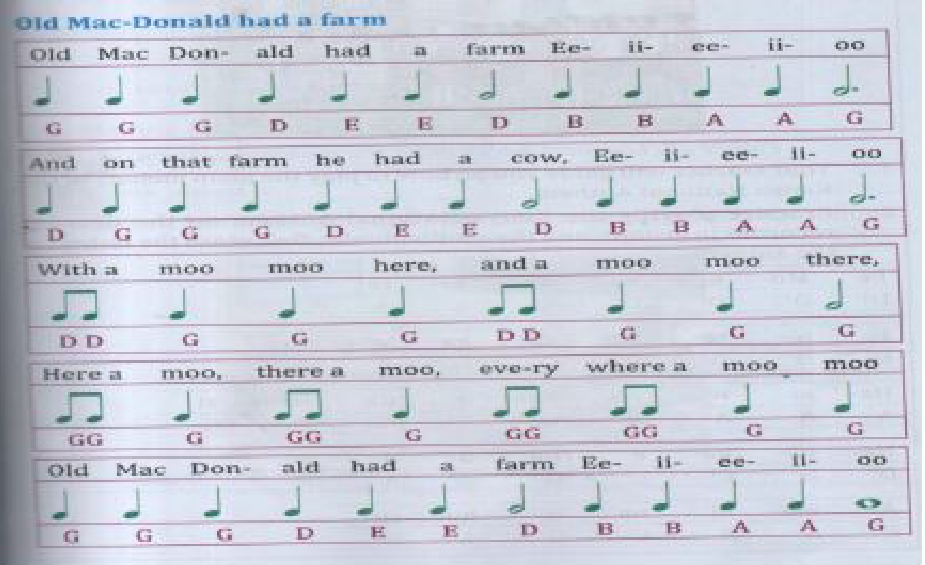 Old Mac-Donald had a farm
Old Mac Don- ald had a farm Ee- ii- ee- ii- oo
G G G D E E D B B A A G
And on that farm he had a cow, Ee- ii- ee- ii- oo
D G G G D E E D B B A A G
With a moo moo here, and a moo moo there,
D D G G G D D G G G
Here a moo, there a moo, eve-ry where a moo moo
GG G GG G GG GG G G
Old Mac Don- ald had a farm Ee- ii- ee- ii- oo
G G G D E E D B B A A G